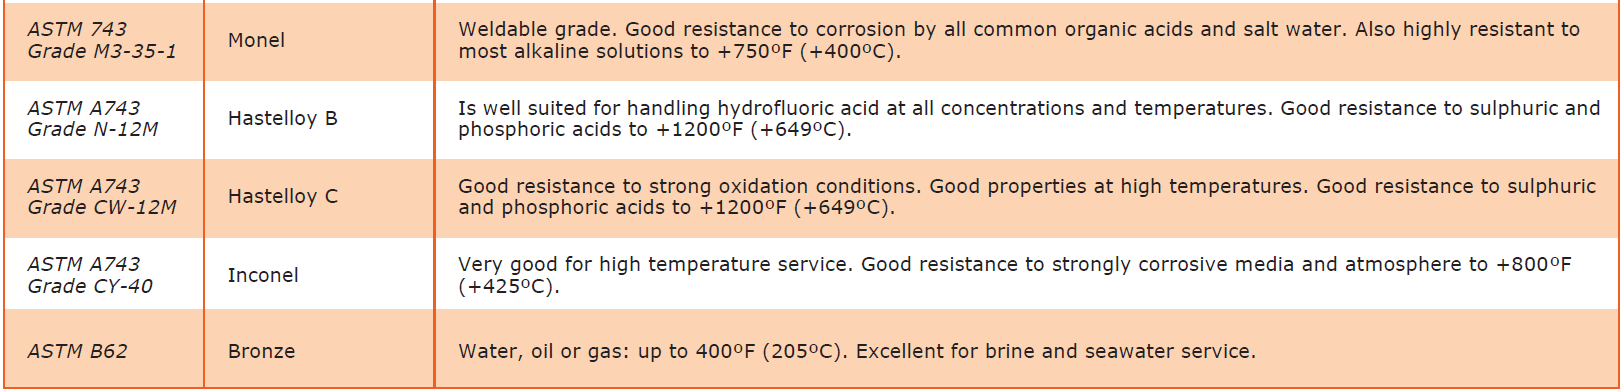 ASTM 743
Grade M3-35-1
Monel
Weldable grade. Good resistance to corrosion by all common organic acids and salt water. Also highly resistant to
most alkaline solutions to +750ºF (+400ºC).
ASTM A743
Grade N-12M
Hastelloy B
Is well suited for handling hydrofluoric acid at all concentrations and temperatures. Good resistance to sulphuric and
phosphoric acids to +1200ºF (+649ºC).
ASTM A743
Grade CW-12M
Hastelloy C
Good resistance to strong oxidation conditions. Good properties at high temperatures. Good resistance to sulphuric
and phosphoric acids to +1200ºF (+649ºC).
ASTM A743
Grade CY-40
Inconel
Very good for high temperature service. Good resistance to strongly corrosive media and atmosphere to +800ºF
(+425ºC).
ASTM B62
Bronze
Water, oil or gas: up to 400ºF (205ºC). Excellent for brine and seawater service.